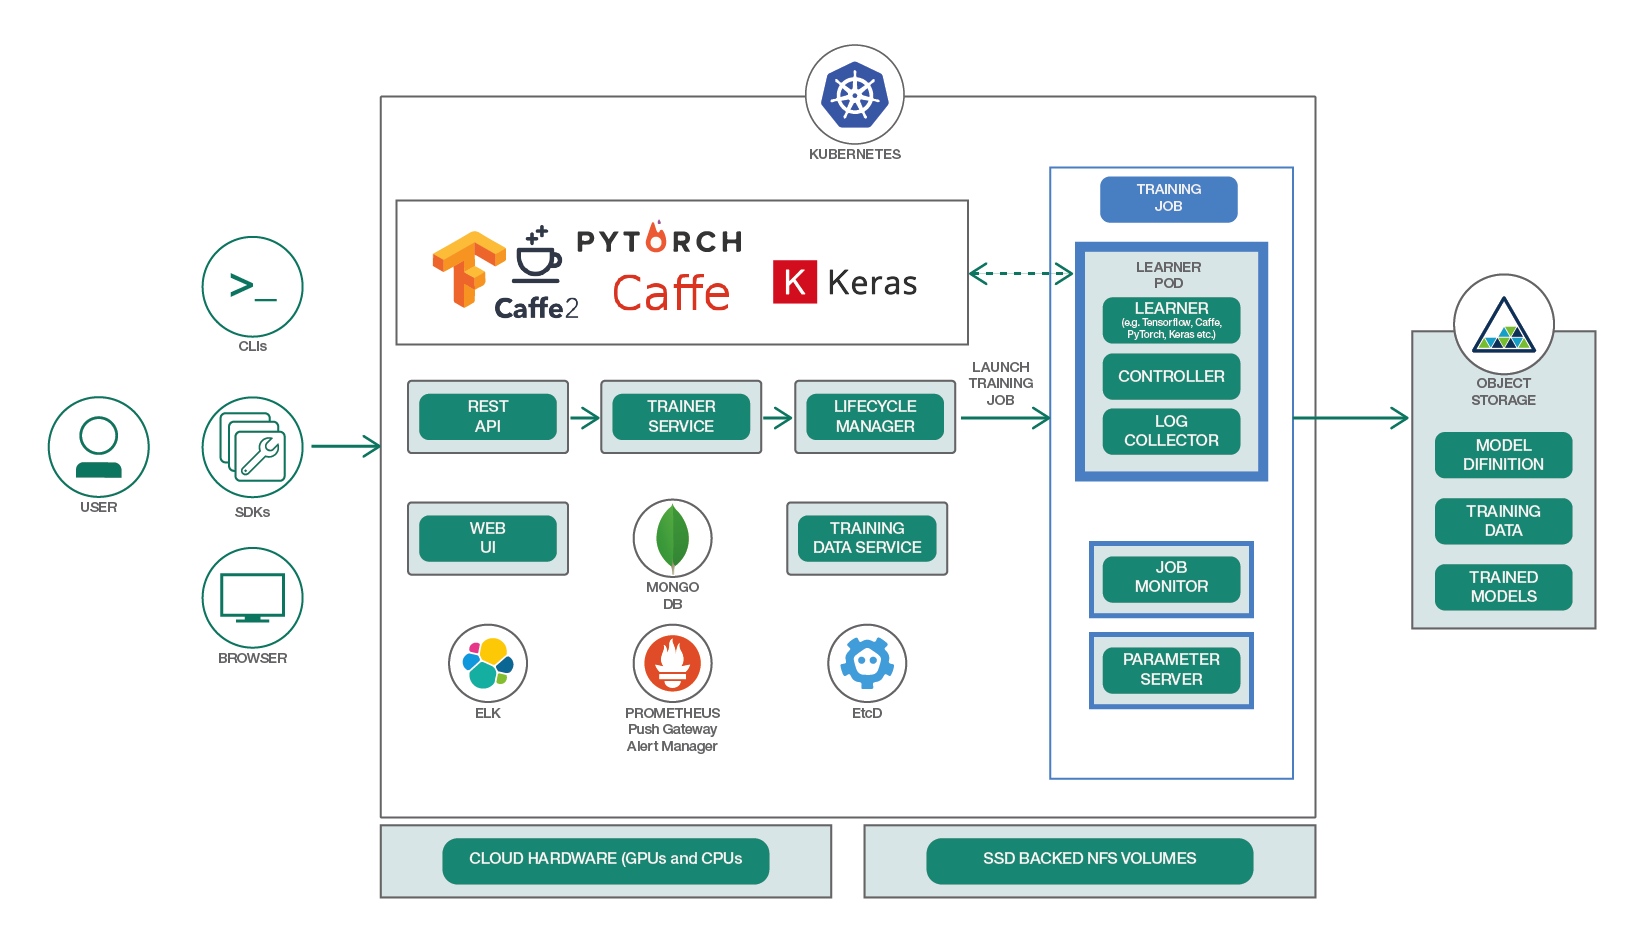 KUBERNETES
TRAINING
JOB
PYTORCH
Caffe2
Caffe
K Keras
LEARNER
POD
LEARNER
(e.g. Tensorflow, Caffe,
PyTorch, Keras etc.)
CONTROLLER
LOG
COLLECTOR
>_
CLIs
USER
SDKs
BROWSER
REST
API
TRAINER
SERVICE
LIFECYCLE
MANAGER
LAUNCH
TRAINING
JOB
WEB
UI
MONGO
DB
TRAINING
DATA SERVICE
ELK
PROMETHEUS
Push Gateway
Alert Manager
EtcD
JOB
MONITOR
PARAMETER
SERVER
OBJECT
STORAGE
MODEL
DIFINITION
TRAINING
DATA
TRAINED
MODELS
CLOUD HARDWARE (GPUs and CPUs
SSD BACKED NFS VOLUMES